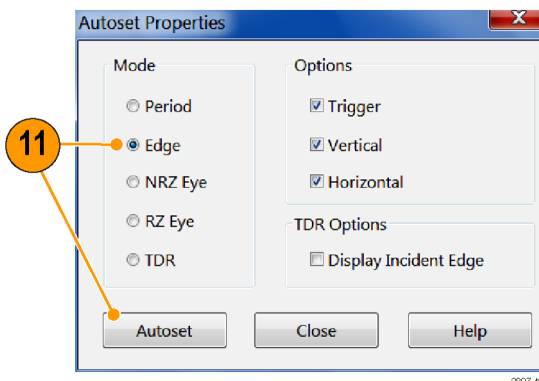 Autoset Properties
Mode
Period
Edge
NRZ Eye
RZ Eye
TDR
Options
Trigger
Vertical
Horizontal
TDR Options
Display Incident Edge
Autoset
Close
Help
11